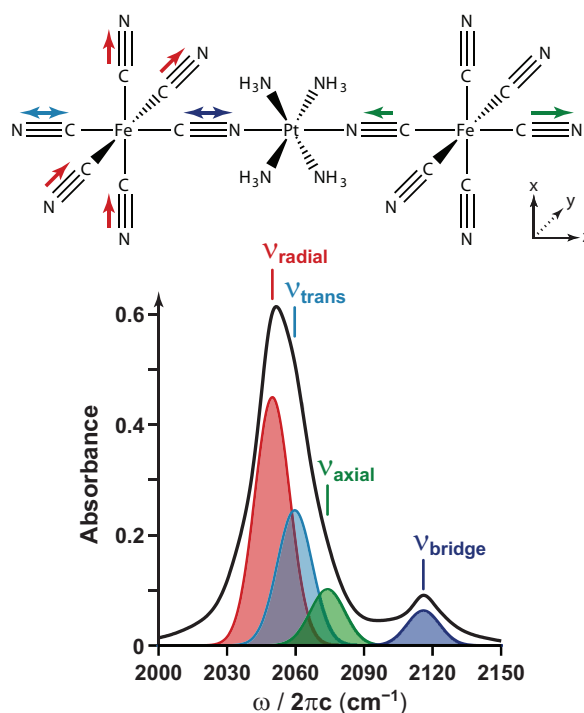 N N
N N
C C
H₃N NH₃
C C
N C Fe C N Pt N C Fe C N
C C
H₃N NH₃
C C
x y
N N
N N
z
ν_radial
ν_trans
ν_axial
ν_bridge
0.6
0.4
0.2
0
Absorbance
2000 2030 2060 2090 2120 2150
ω / 2πc (cm⁻¹)